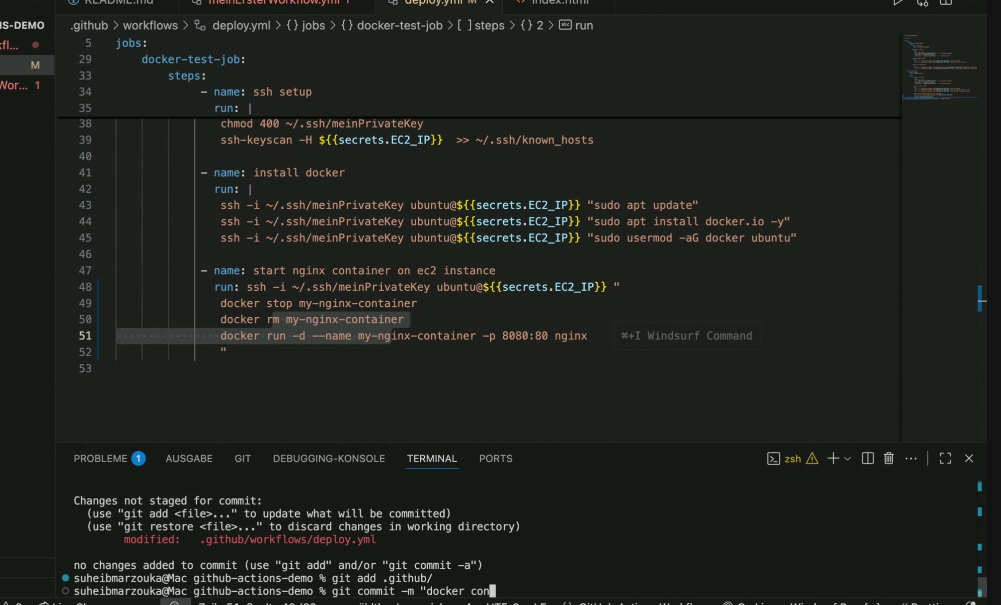 README.md meinErsterWorkflow.yml 1 deploy.yml M index.html
IS-DEMO
.github > workflows > deploy.yml > {} jobs > {} docker-test-job > [ ] steps > {} 2 > run
kfl...
M
Wor... 1
5 jobs:
29 docker-test-job:
33 steps:
34 - name: ssh setup
35 run: |
38 chmod 400 ~/.ssh/meinPrivateKey
39 ssh-keyscan -H ${{secrets.EC2_IP}} >> ~/.ssh/known_hosts
40
41 - name: install docker
42 run: |
43 ssh -i ~/.ssh/meinPrivateKey ubuntu@${{secrets.EC2_IP}} "sudo apt update"
44 ssh -i ~/.ssh/meinPrivateKey ubuntu@${{secrets.EC2_IP}} "sudo apt install docker.io -y"
45 ssh -i ~/.ssh/meinPrivateKey ubuntu@${{secrets.EC2_IP}} "sudo usermod -aG docker ubuntu"
46
47 - name: start nginx container on ec2 instance
48 run: ssh -i ~/.ssh/meinPrivateKey ubuntu@${{secrets.EC2_IP}} "
49 docker stop my-nginx-container
50 docker rm my-nginx-container
51 docker run -d --name my-nginx-container -p 8080:80 nginx ⌘+I Windsurf Command
52 "
53
PROBLEME 1 AUSGABE GIT DEBUGGING-KONSOLE TERMINAL PORTS zsh
Changes not staged for commit:
(use "git add <file>..." to update what will be committed)
(use "git restore <file>..." to discard changes in working directory)
modified: .github/workflows/deploy.yml
no changes added to commit (use "git add" and/or "git commit -a")
suheibmarzouka@Mac github-actions-demo % git add .github/
suheibmarzouka@Mac github-actions-demo % git commit -m "docker con